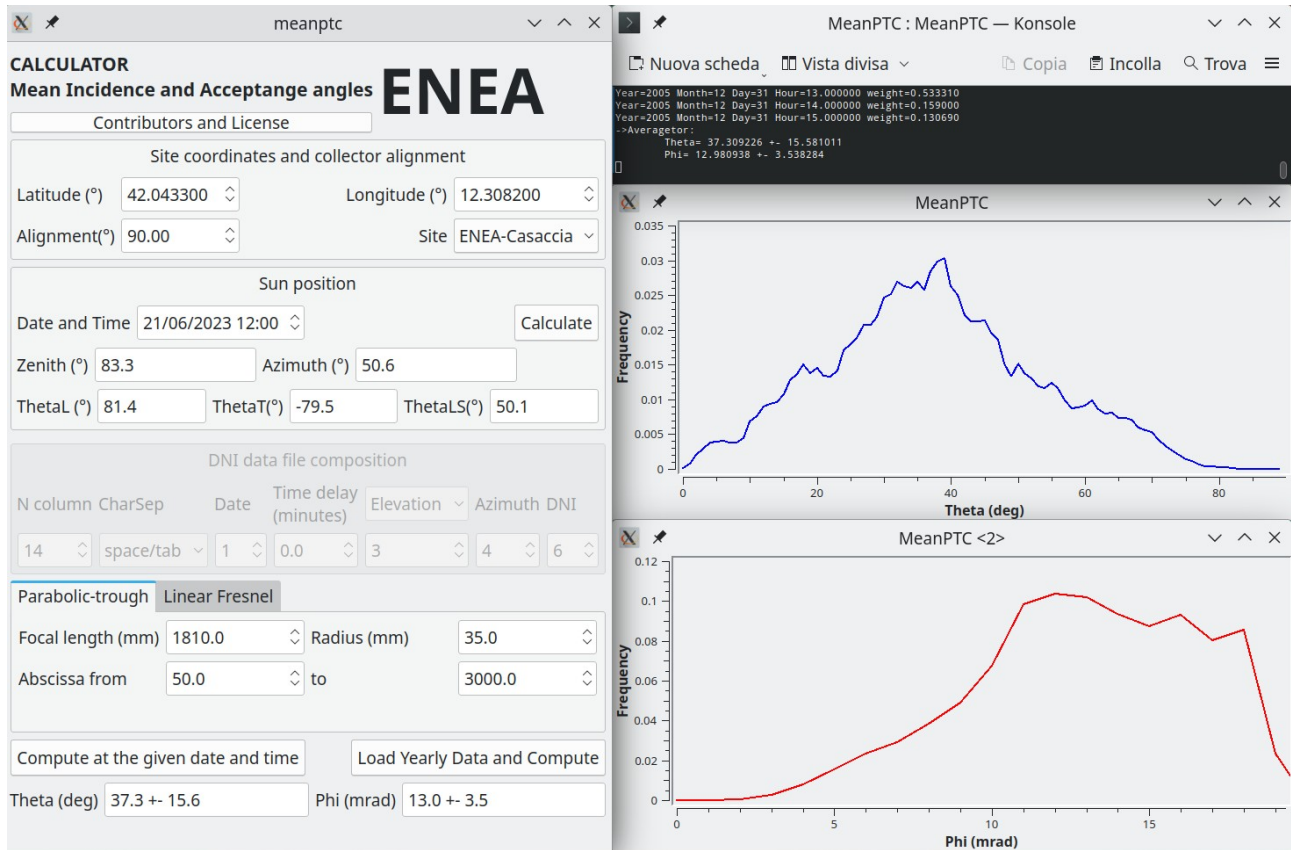 meanptc
CALCULATOR
Mean Incidence and Acceptange angles
ENEA
Contributors and License
Site coordinates and collector alignment
Latitude (°) 42.043300 Longitude (°) 12.308200
Alignment(°) 90.00 Site ENEA-Casaccia
Sun position
Date and Time 21/06/2023 12:00 Calculate
Zenith (°) 83.3 Azimuth (°) 50.6
ThetaL (°) 81.4 ThetaT(°) -79.5 ThetaLS(°) 50.1
DNI data file composition
N column CharSep Date Time delay (minutes) Elevation Azimuth DNI
14 space/tab 1 0.0 3 4 6
Parabolic-trough Linear Fresnel
Focal length (mm) 1810.0 Radius (mm) 35.0
Abscissa from 50.0 to 3000.0
Compute at the given date and time Load Yearly Data and Compute
Theta (deg) 37.3 +- 15.6 Phi (mrad) 13.0 +- 3.5
MeanPTC : MeanPTC — Konsole
Nuova scheda Vista divisa Copia Incolla Trova
Year=2005 Month=12 Day=31 Hour=13.000000 weight=0.533310
Year=2005 Month=12 Day=31 Hour=14.000000 weight=0.159000
Year=2005 Month=12 Day=31 Hour=15.000000 weight=0.130690
->Averagetor:
Theta= 37.309226 +- 15.581011
Phi= 12.980938 +- 3.538284
MeanPTC
0.035
0.03
0.025
0.02
0.015
0.01
0.005
0
Frequency
0 20 40 60 80
Theta (deg)
MeanPTC <2>
0.12
0.1
0.08
0.06
0.04
0.02
0
Frequency
0 5 10 15
Phi (mrad)